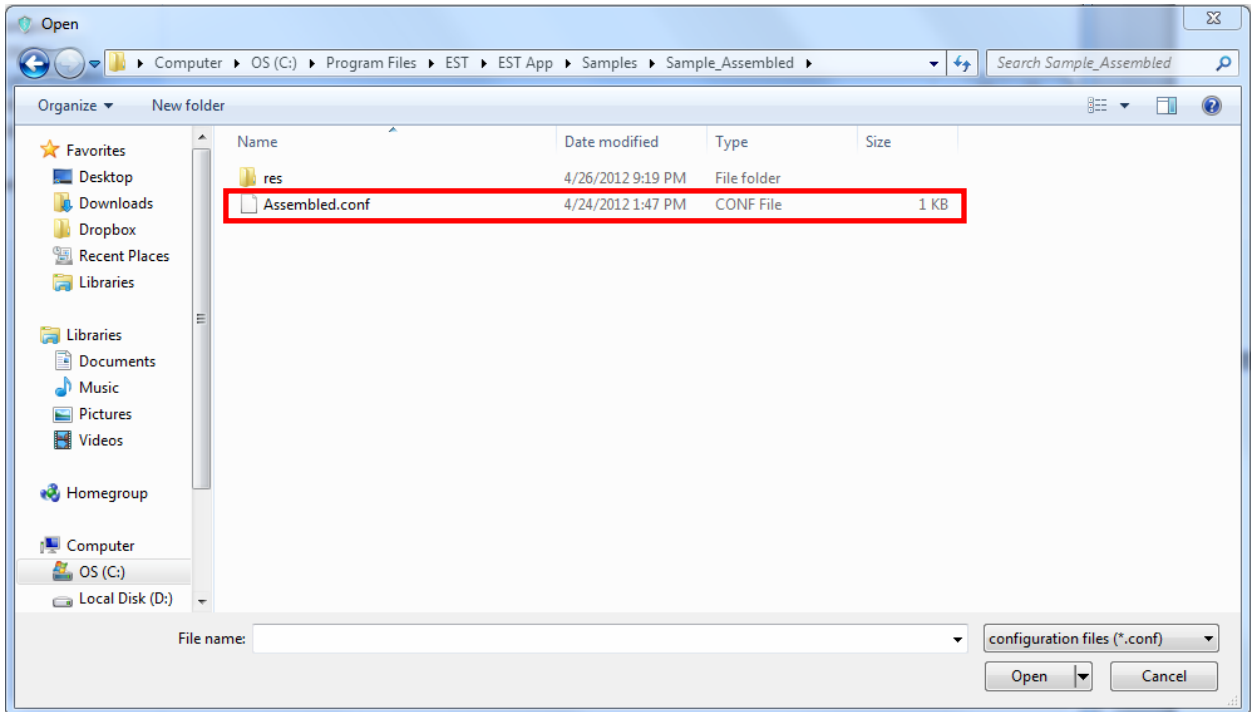 Open
Computer OS (C:) Program Files EST EST App Samples Sample_Assembled
Search Sample_Assembled
Organize New folder
Name Date modified Type Size
res 4/26/2012 9:19 PM File folder
Assembled.conf 4/24/2012 1:47 PM CONF File 1 KB
Favorites
Desktop
Downloads
Dropbox
Recent Places
Libraries
Libraries
Documents
Music
Pictures
Videos
Homegroup
Computer
OS (C:)
Local Disk (D:)
File name:
configuration files (*.conf)
Open Cancel